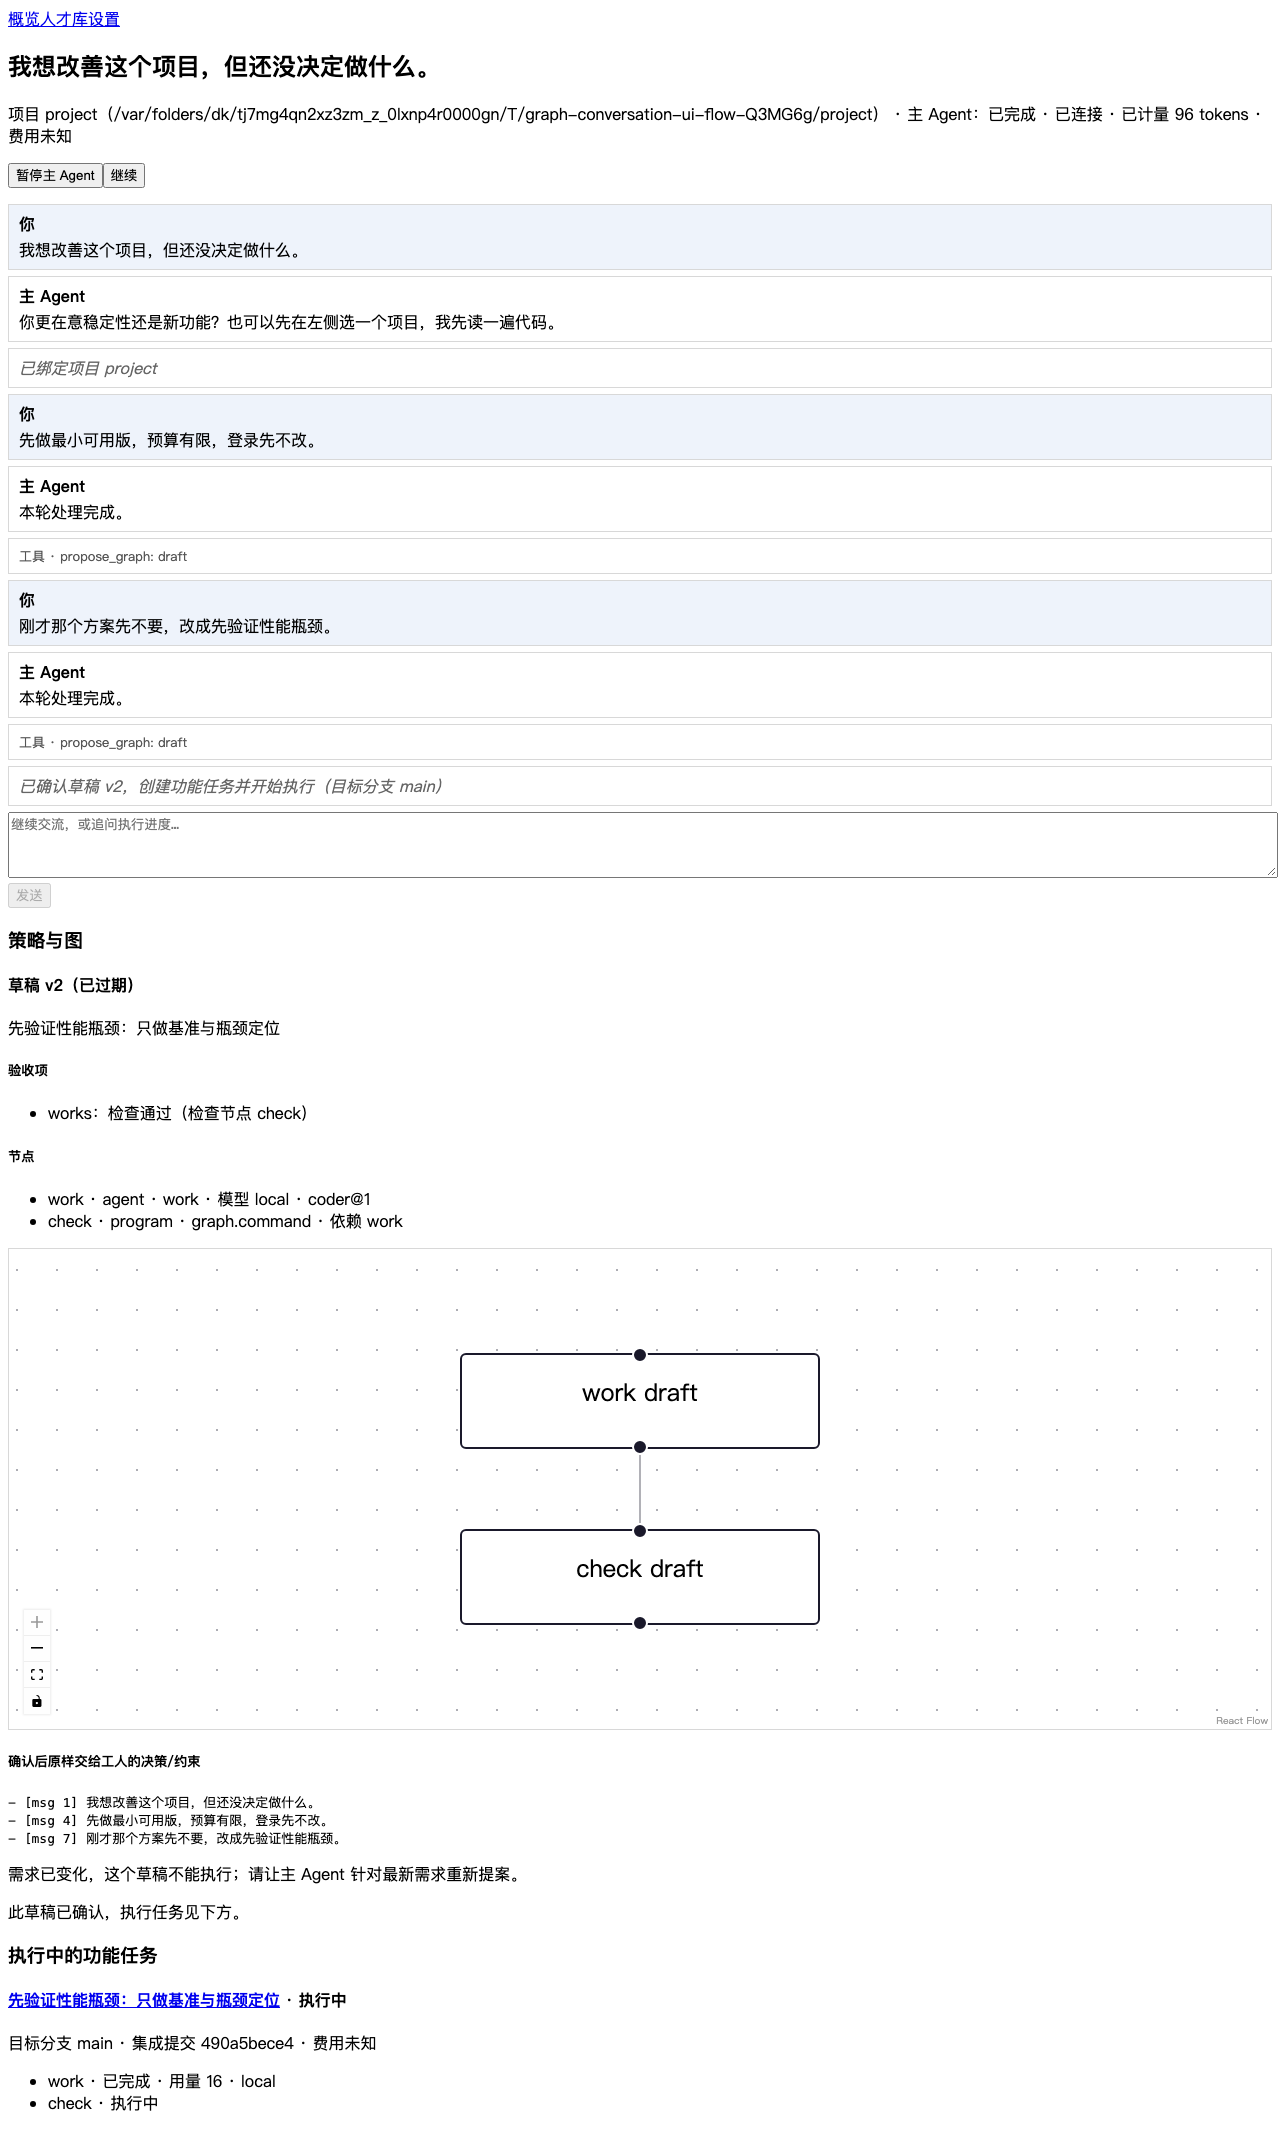 概览人才库设置
我想改善这个项目，但还没决定做什么。
项目 project（/var/folders/dk/tj7mg4qn2xz3zm_z_0lxnp4r0000gn/T/graph-conversation-ui-flow-Q3MG6g/project） · 主 Agent：已完成 · 已连接 · 已计量 96 tokens ·
费用未知
暂停主 Agent 继续
你
我想改善这个项目，但还没决定做什么。
主 Agent
你更在意稳定性还是新功能？也可以先在左侧选一个项目，我先读一遍代码。
已绑定项目 project
你
先做最小可用版，预算有限，登录先不改。
主 Agent
本轮处理完成。
工具 · propose_graph: draft
你
刚才那个方案先不要，改成先验证性能瓶颈。
主 Agent
本轮处理完成。
工具 · propose_graph: draft
已确认草稿 v2，创建功能任务并开始执行（目标分支 main）
继续交流，或追问执行进度…
发送
策略与图
草稿 v2（已过期）
先验证性能瓶颈：只做基准与瓶颈定位
验收项
• works：检查通过（检查节点 check）
节点
• work · agent · work · 模型 local · coder@1
• check · program · graph.command · 依赖 work
work draft
check draft
React Flow
确认后原样交给工人的决策/约束
– [msg 1] 我想改善这个项目，但还没决定做什么。
– [msg 4] 先做最小可用版，预算有限，登录先不改。
– [msg 7] 刚才那个方案先不要，改成先验证性能瓶颈。
需求已变化，这个草稿不能执行；请让主 Agent 针对最新需求重新提案。
此草稿已确认，执行任务见下方。
执行中的功能任务
先验证性能瓶颈：只做基准与瓶颈定位 · 执行中
目标分支 main · 集成提交 490a5bece4 · 费用未知
• work · 已完成 · 用量 16 · local
• check · 执行中